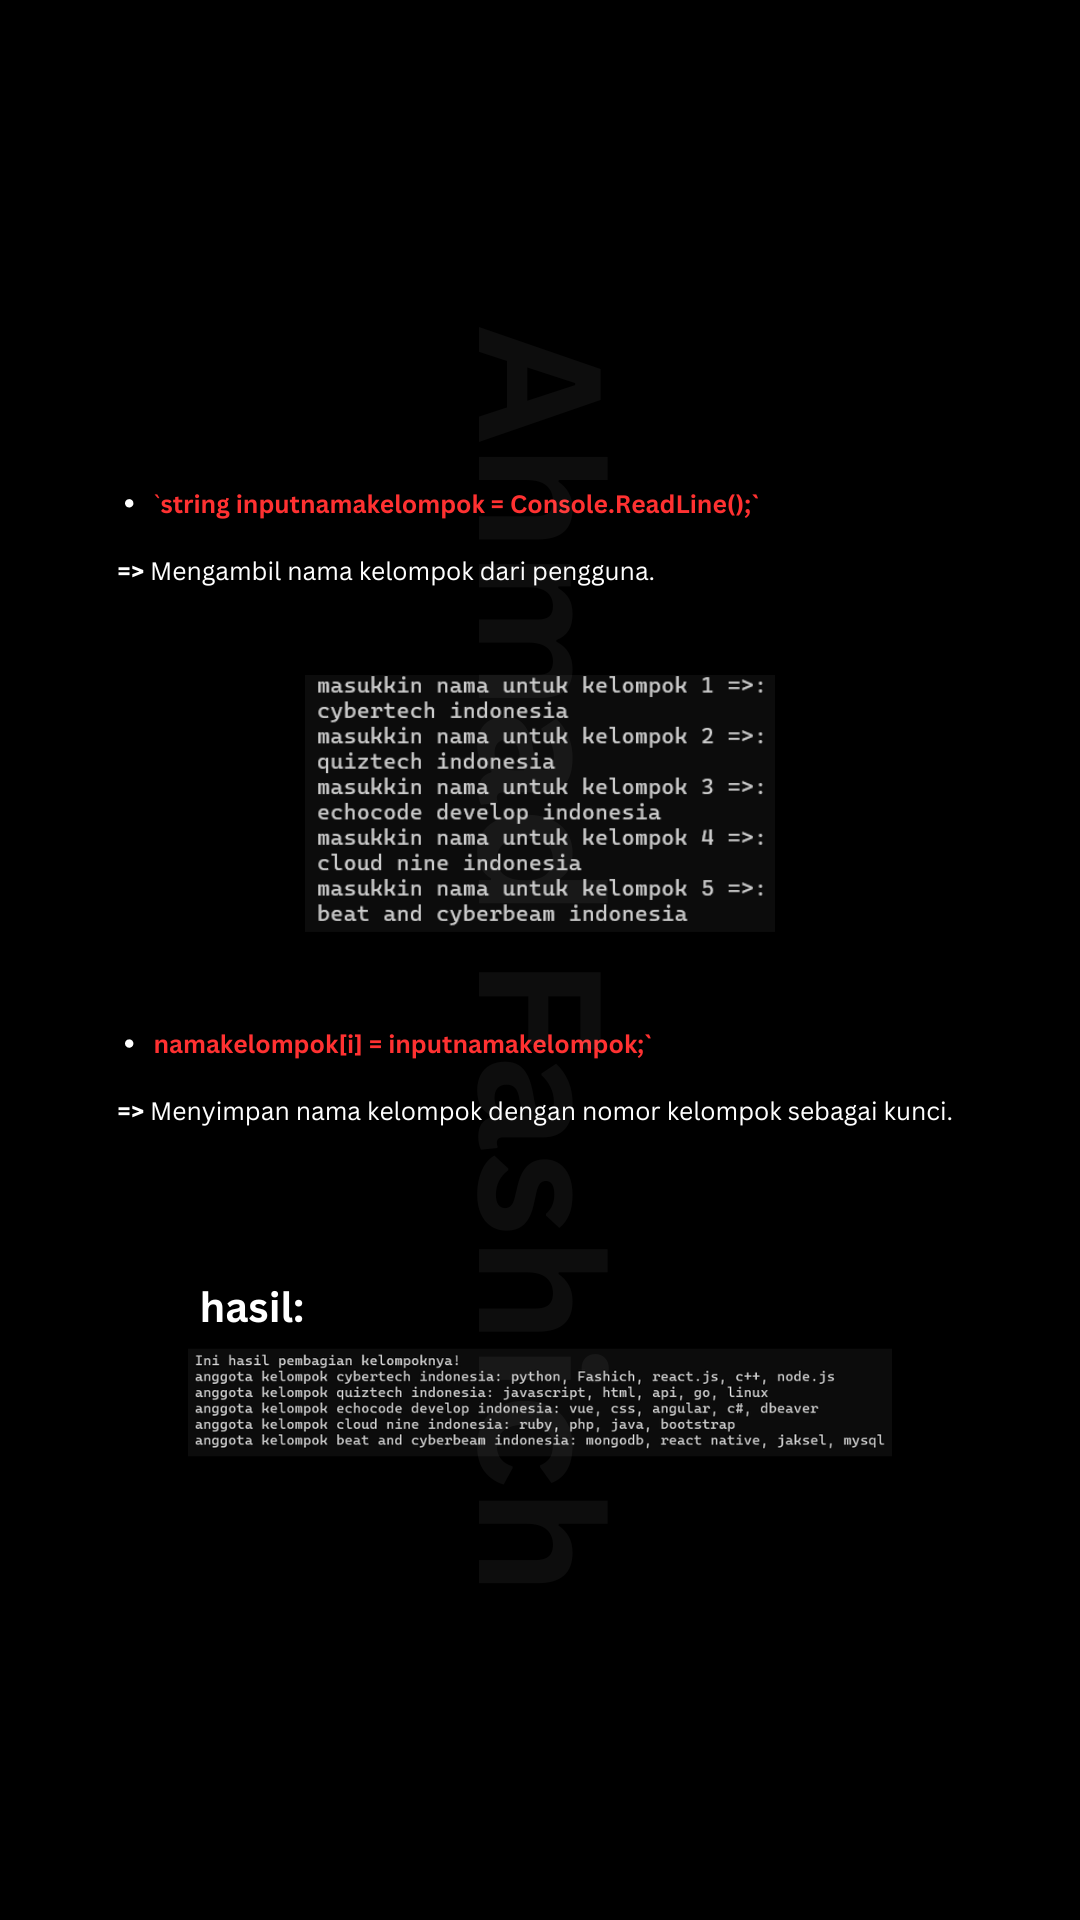 • `string inputnamakelompok = Console.ReadLine();`
=> Mengambil nama kelompok dari pengguna.
masukkin nama untuk kelompok 1 =>:
cybertech indonesia
masukkin nama untuk kelompok 2 =>:
quiztech indonesia
masukkin nama untuk kelompok 3 =>:
echocode develop indonesia
masukkin nama untuk kelompok 4 =>:
cloud nine indonesia
masukkin nama untuk kelompok 5 =>:
beat and cyberbeam indonesia
• namakelompok[i] = inputnamakelompok;`
=> Menyimpan nama kelompok dengan nomor kelompok sebagai kunci.
hasil:
Ini hasil pembagian kelompoknya!
anggota kelompok cybertech indonesia: python, Fashich, react.js, c++, node.js
anggota kelompok quiztech indonesia: javascript, html, api, go, linux
anggota kelompok echocode develop indonesia: vue, css, angular, c#, dbeaver
anggota kelompok cloud nine indonesia: ruby, php, java, bootstrap
anggota kelompok beat and cyberbeam indonesia: mongodb, react native, jaksel, mysql
Ahmad Fashich